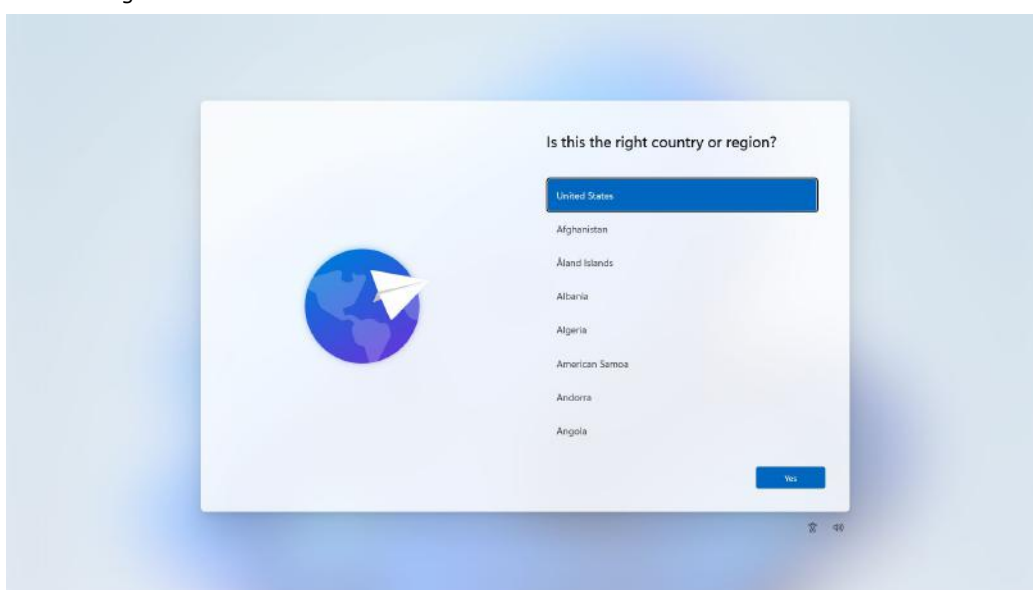 Is this the right country or region?
United States
Afghanistan
Åland Islands
Albania
Algeria
American Samoa
Andorra
Angola
Yes